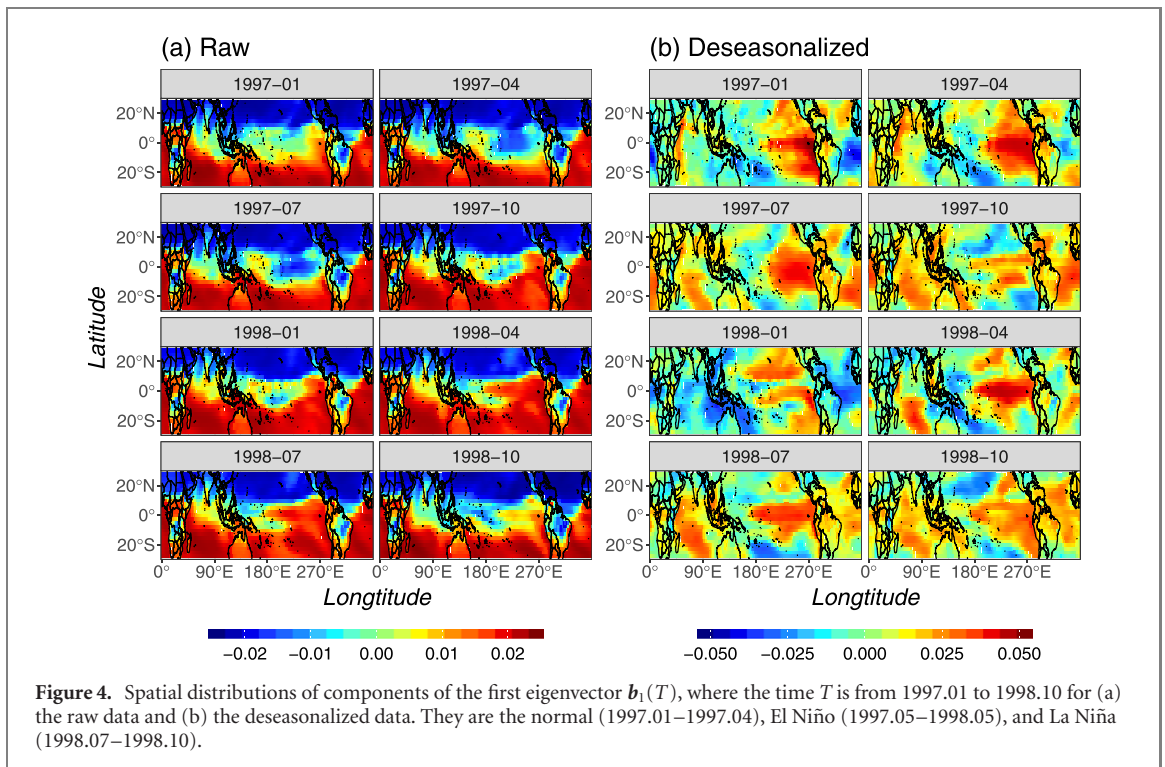 (a) Raw
(b) Deseasonalized
1997−01
1997−04
1997−01
1997−04
20°N
0°
20°S
20°N
0°
20°S
1997−07
1997−10
1997−07
1997−10
20°N
0°
20°S
20°N
0°
20°S
Latitude
1998−01
1998−04
1998−01
1998−04
20°N
0°
20°S
20°N
0°
20°S
1998−07
1998−10
1998−07
1998−10
20°N
0°
20°S
20°N
0°
20°S
0° 90°E 180°E 270°E 0° 90°E 180°E 270°E
0° 90°E 180°E 270°E 0° 90°E 180°E 270°E
Longtitude
Longtitude
−0.02 −0.01 0.00 0.01 0.02
−0.050 −0.025 0.000 0.025 0.050
Figure 4. Spatial distributions of components of the first eigenvector b1(T), where the time T is from 1997.01 to 1998.10 for (a)
the raw data and (b) the deseasonalized data. They are the normal (1997.01–1997.04), El Niño (1997.05–1998.05), and La Niña
(1998.07–1998.10).